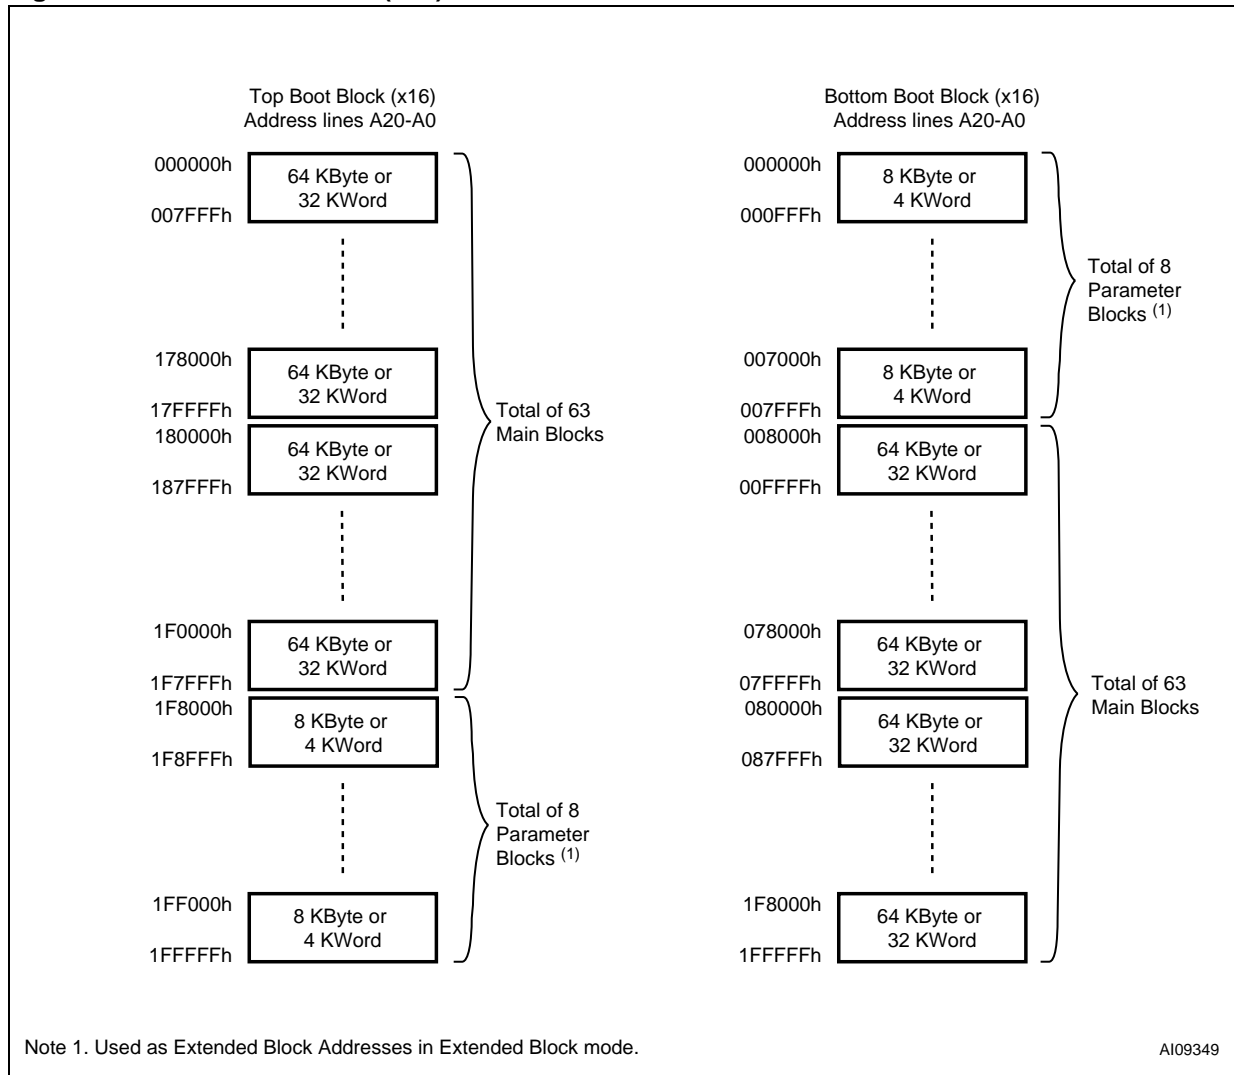 Top Boot Block (x16)
Address lines A20-A0
000000h
64 KByte or
32 KWord
007FFFh
178000h
64 KByte or
32 KWord
17FFFFh
180000h
64 KByte or
32 KWord
187FFFh
Total of 63
Main Blocks
1F0000h
64 KByte or
32 KWord
1F7FFFh
1F8000h
8 KByte or
4 KWord
1F8FFFh
Total of 8
Parameter
Blocks (1)
1FF000h
8 KByte or
4 KWord
1FFFFFh
Bottom Boot Block (x16)
Address lines A20-A0
000000h
8 KByte or
4 KWord
000FFFh
Total of 8
Parameter
Blocks (1)
007000h
8 KByte or
4 KWord
007FFFh
008000h
64 KByte or
32 KWord
00FFFFh
078000h
64 KByte or
32 KWord
07FFFFh
080000h
64 KByte or
32 KWord
087FFFh
Total of 63
Main Blocks
1F8000h
64 KByte or
32 KWord
1FFFFFh
Note 1. Used as Extended Block Addresses in Extended Block mode.
AI09349